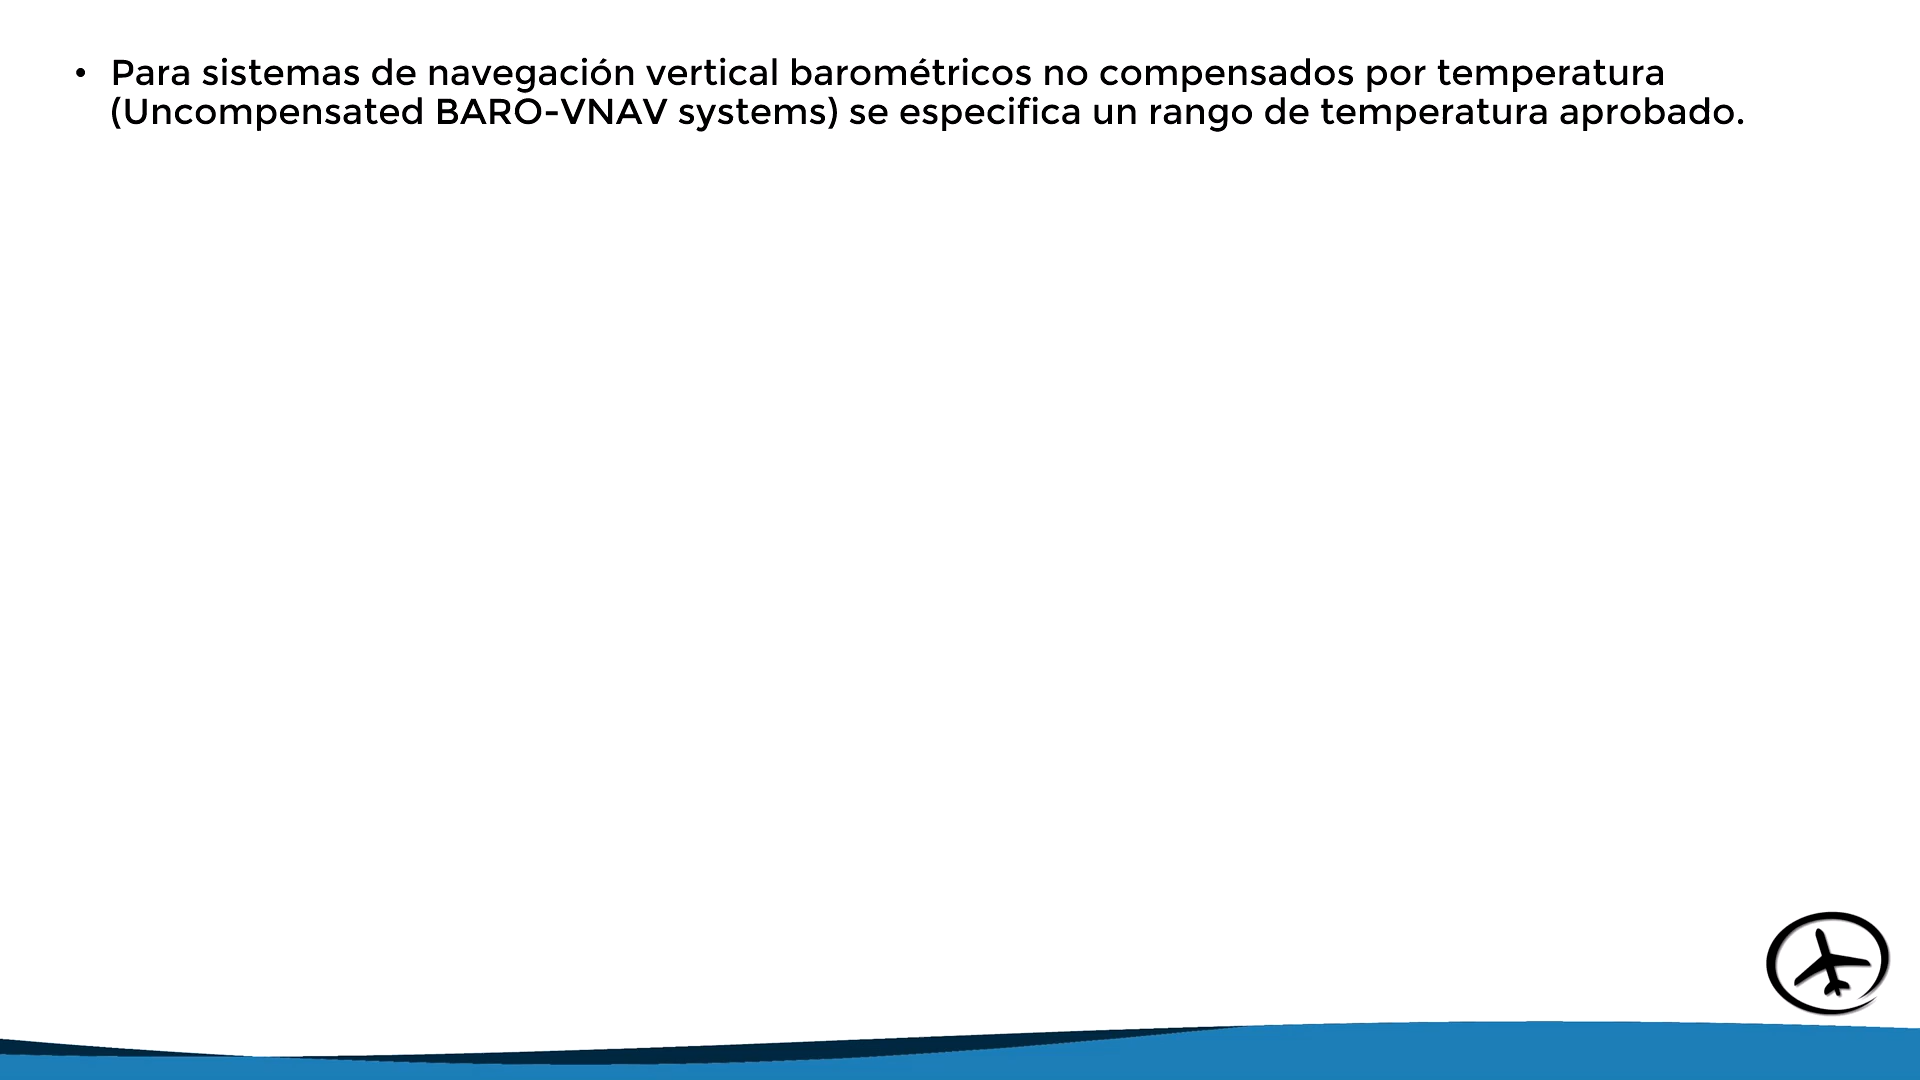 • Para sistemas de navegación vertical barométricos no compensados por temperatura
(Uncompensated BARO-VNAV systems) se especifica un rango de temperatura aprobado.